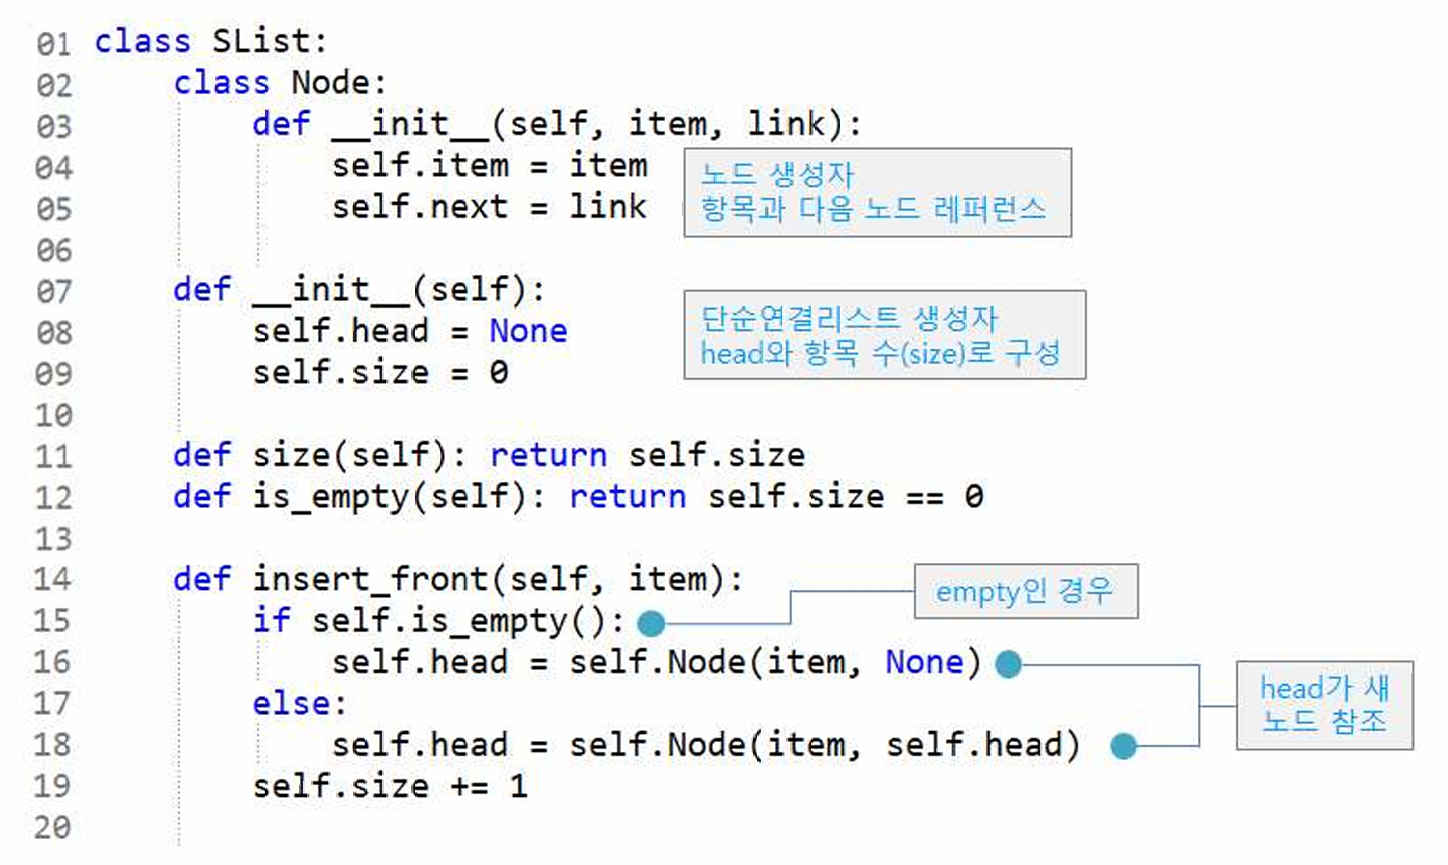 01 class SList:
02     class Node:
03         def __init__(self, item, link):
04             self.item = item
노드 생성자
05             self.next = link
항목과 다음 노드 레퍼런스
06
07     def __init__(self):
08         self.head = None
단순연결리스트 생성자
head와 항목 수(size)로 구성
09         self.size = 0
10
11     def size(self): return self.size
12     def is_empty(self): return self.size == 0
13
14     def insert_front(self, item):
empty인 경우
15         if self.is_empty():
16             self.head = self.Node(item, None)
head가 새
노드 참조
17         else:
18             self.head = self.Node(item, self.head)
19         self.size += 1
20